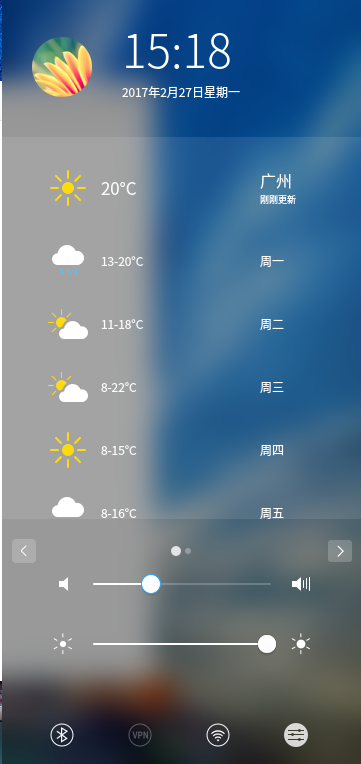 15:18
2017年2月27日星期一
20°C
广州
刚刚更新
13-20°C
周一
11-18°C
周二
8-22°C
周三
8-15°C
周四
8-16°C
周五
VPN